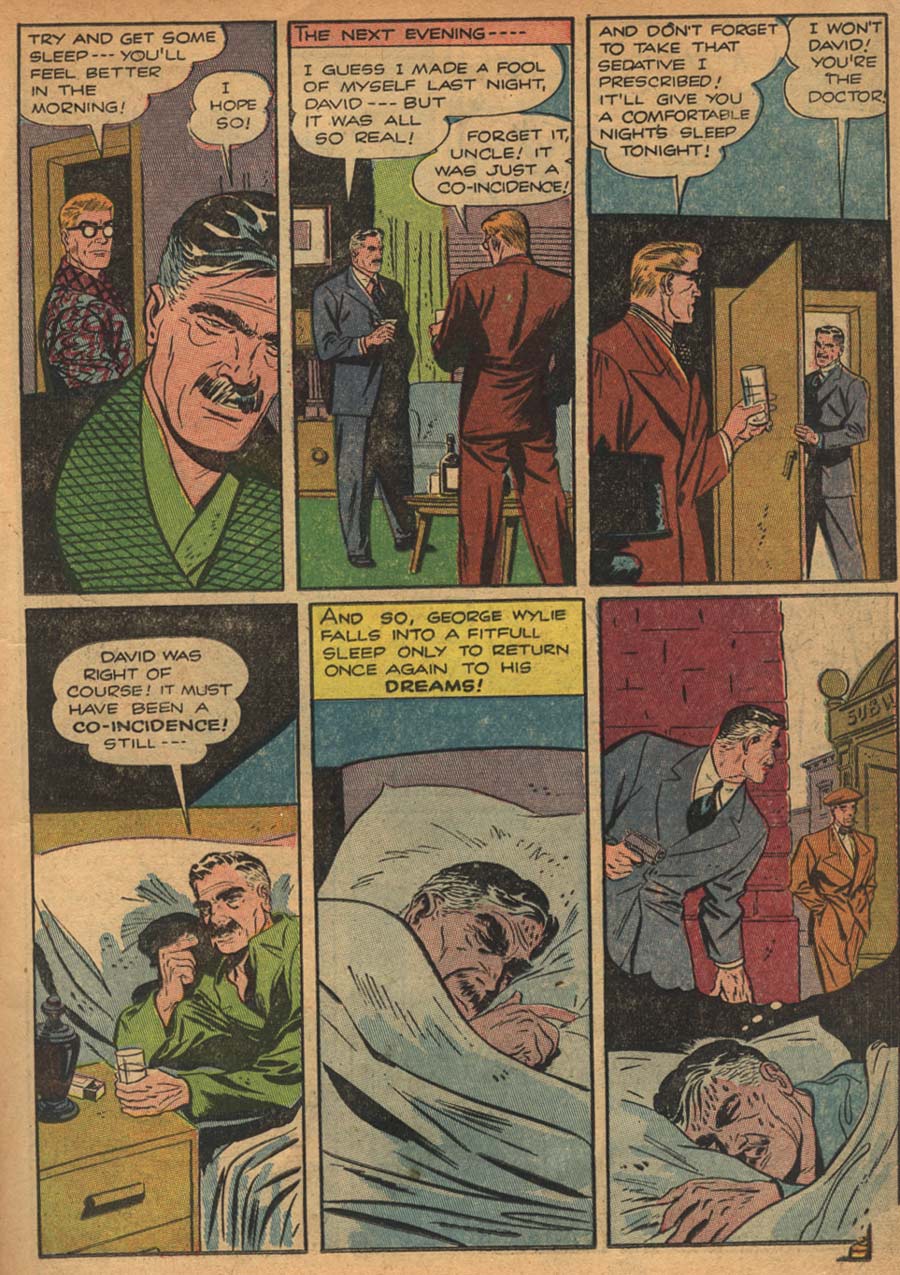 TRY AND GET SOME
SLEEP --- YOU'LL
FEEL BETTER
IN THE
MORNING!
I
HOPE
SO!
THE NEXT EVENING----
I GUESS I MADE A FOOL
OF MYSELF LAST NIGHT,
DAVID --- BUT
IT WAS ALL
SO REAL!
FORGET IT,
UNCLE! IT
WAS JUST A
CO-INCIDENCE!
AND DON'T FORGET
TO TAKE THAT
SEDATIVE I
PRESCRIBED!
IT'LL GIVE YOU
A COMFORTABLE
NIGHT'S SLEEP
TONIGHT!
I WON'T
DAVID!
YOU'RE
THE
DOCTOR!
DAVID WAS
RIGHT OF
COURSE! IT MUST
HAVE BEEN A
CO-INCIDENCE!
STILL ---
AND SO, GEORGE WYLIE
FALLS INTO A FITFULL
SLEEP ONLY TO RETURN
ONCE AGAIN TO HIS
DREAMS!
SUBW